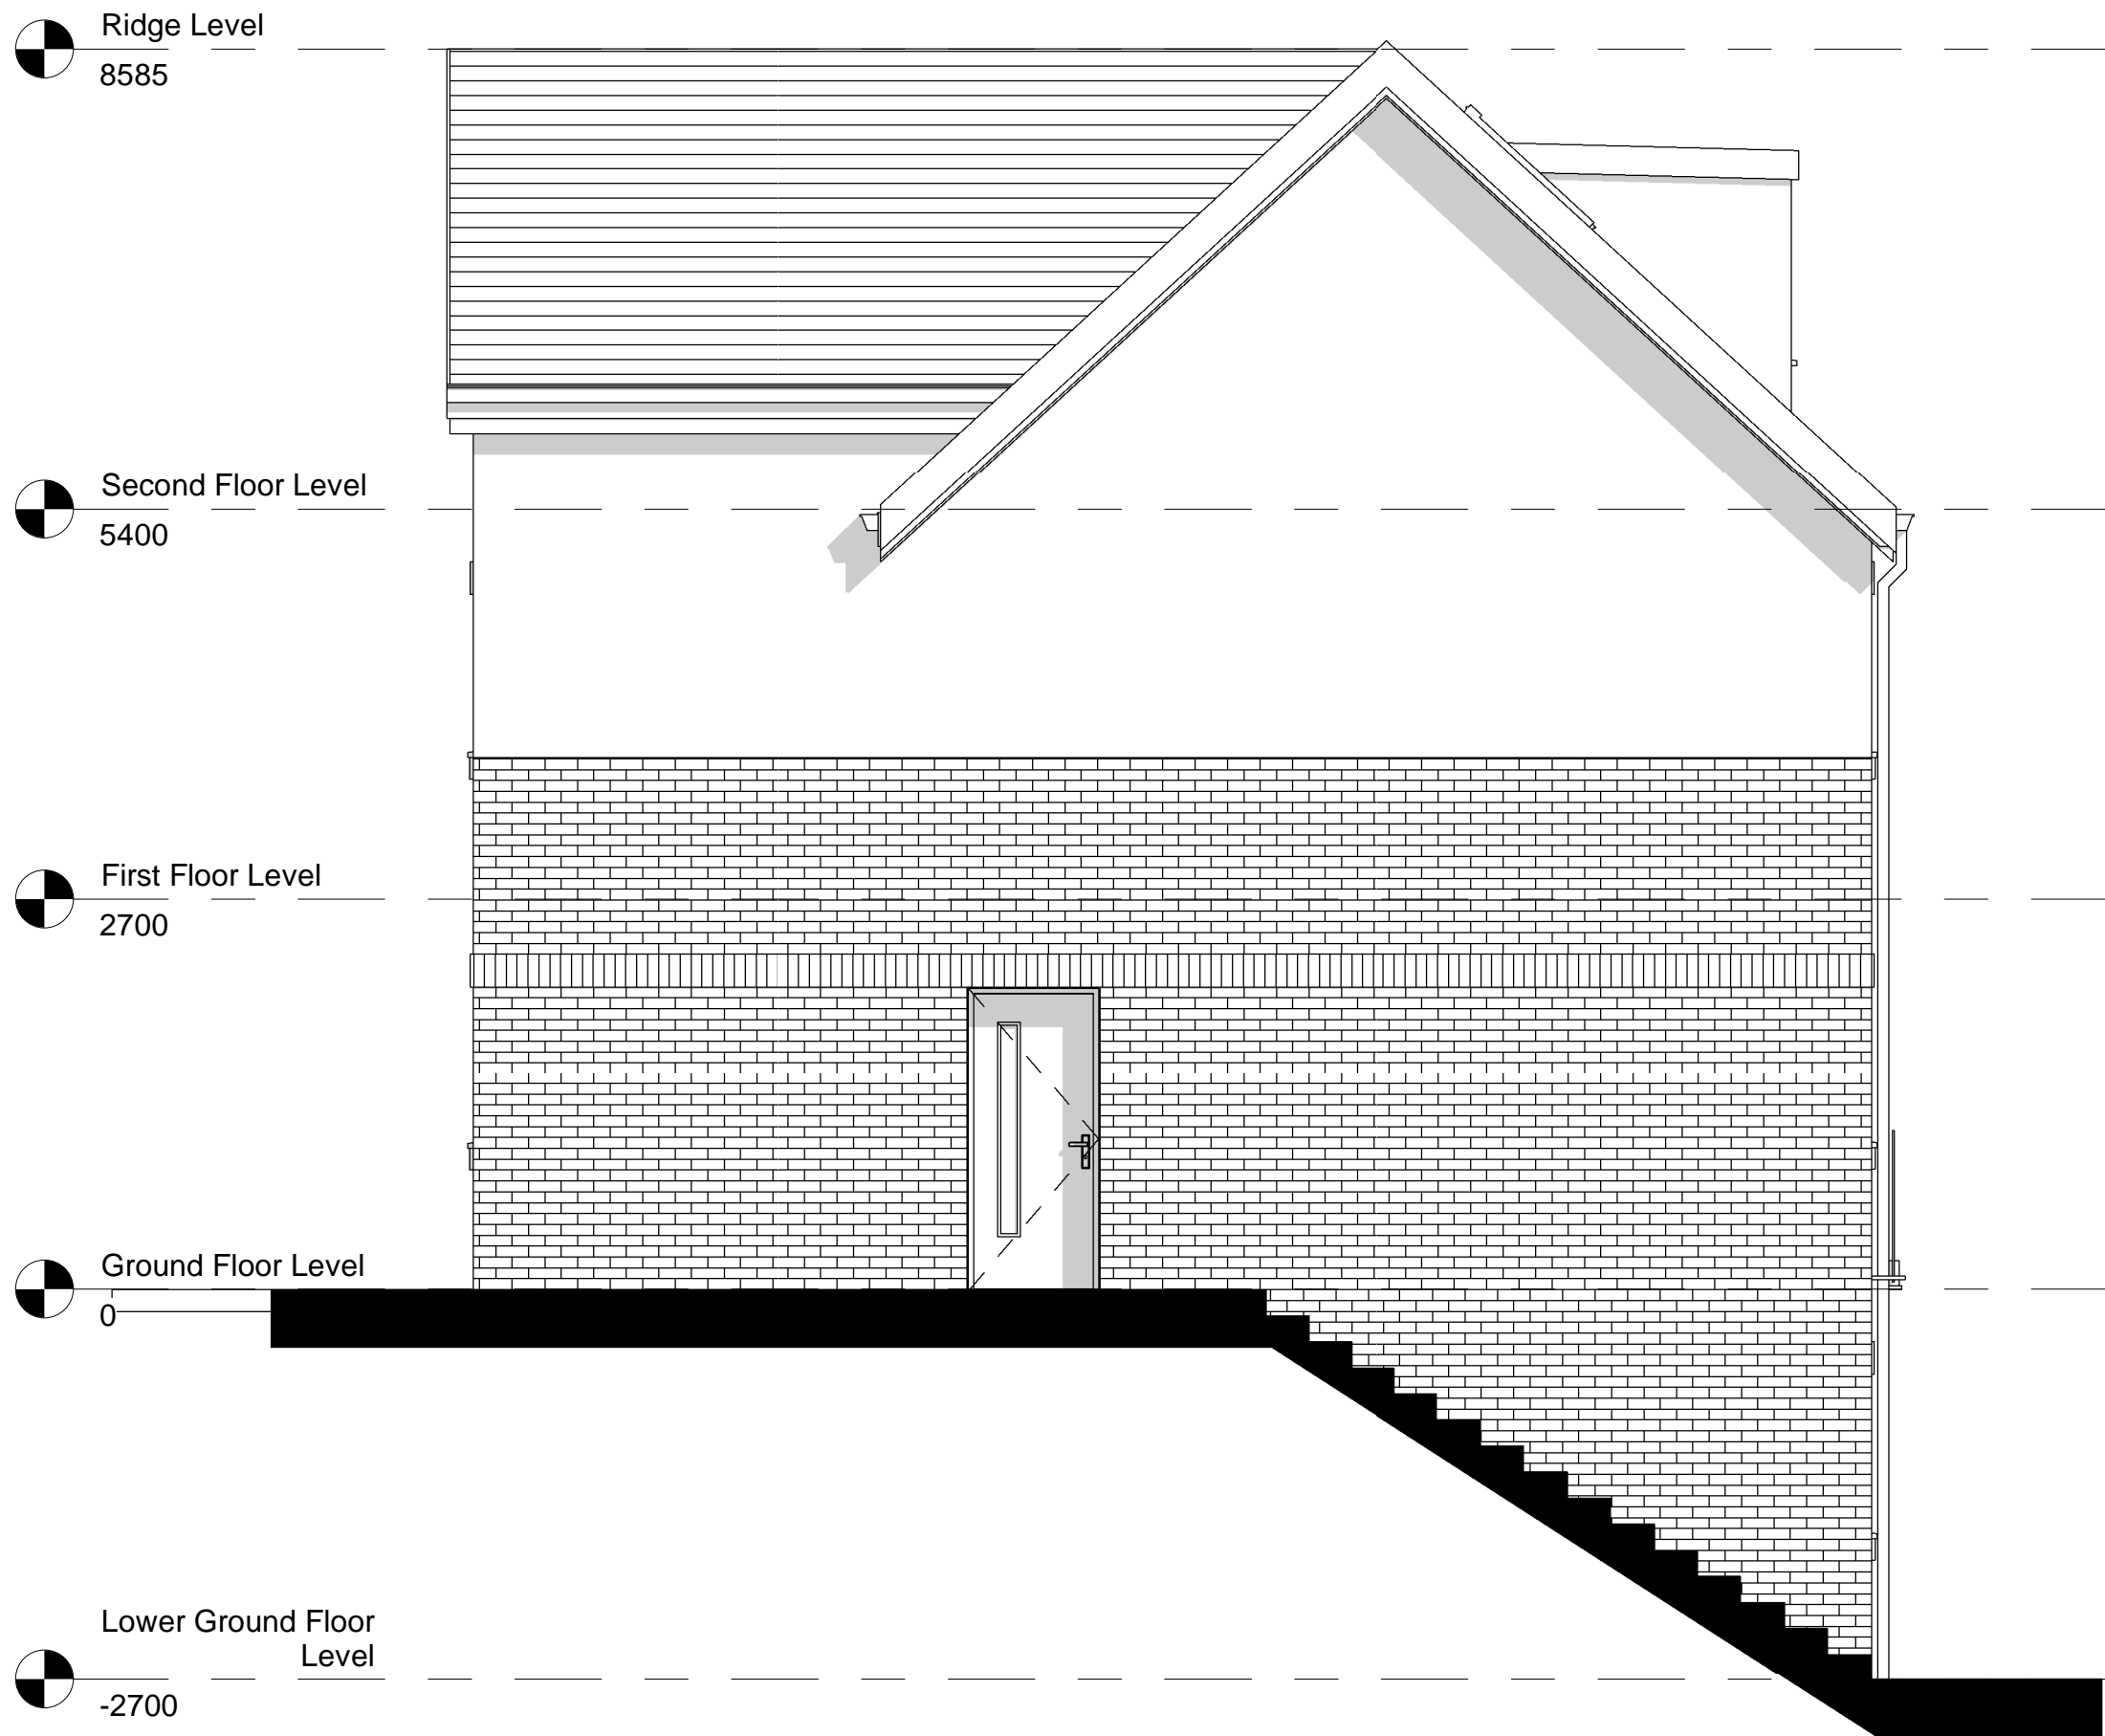 Ridge Level
8585
Second Floor Level
5400
First Floor Level
2700
Ground Floor Level
0
Lower Ground Floor
Level
-2700